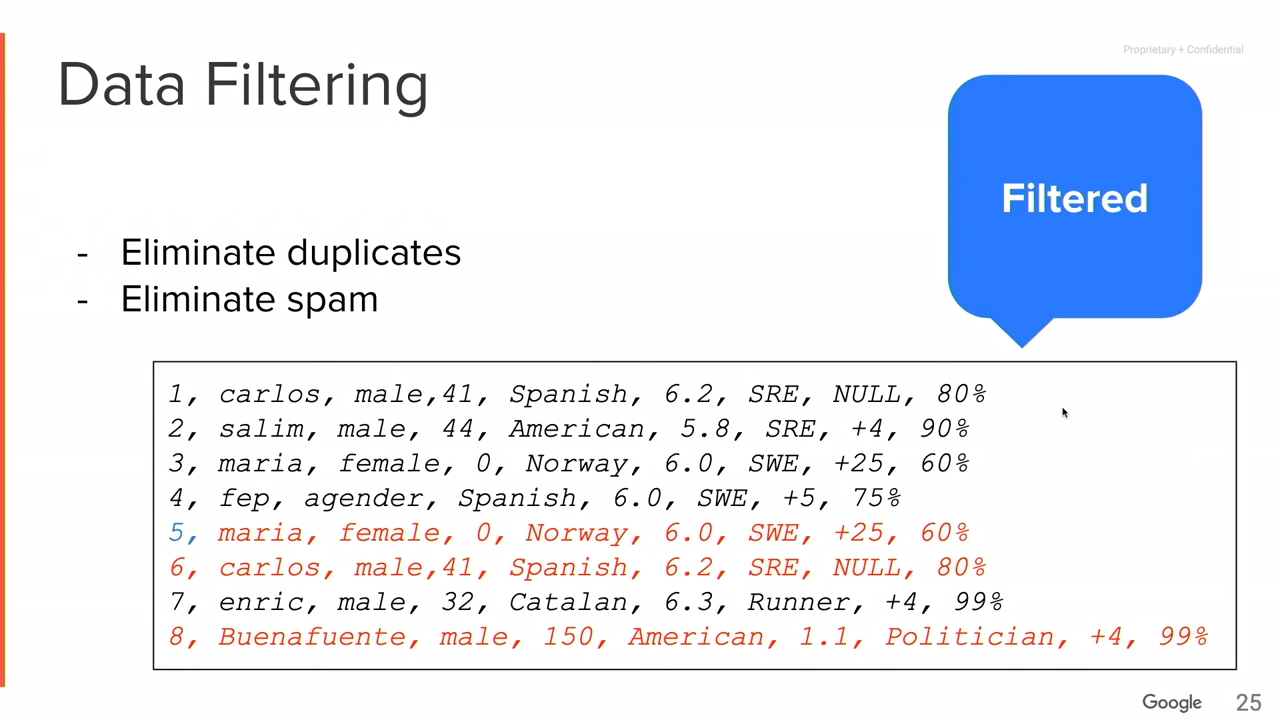 Proprietary + Confidential
Data Filtering
Filtered
- Eliminate duplicates
- Eliminate spam
1, carlos, male,41, Spanish, 6.2, SRE, NULL, 80%
2, salim, male, 44, American, 5.8, SRE, +4, 90%
3, maria, female, 0, Norway, 6.0, SWE, +25, 60%
4, fep, agender, Spanish, 6.0, SWE, +5, 75%
5, maria, female, 0, Norway, 6.0, SWE, +25, 60%
6, carlos, male,41, Spanish, 6.2, SRE, NULL, 80%
7, enric, male, 32, Catalan, 6.3, Runner, +4, 99%
8, Buenafuente, male, 150, American, 1.1, Politician, +4, 99%
Google 25